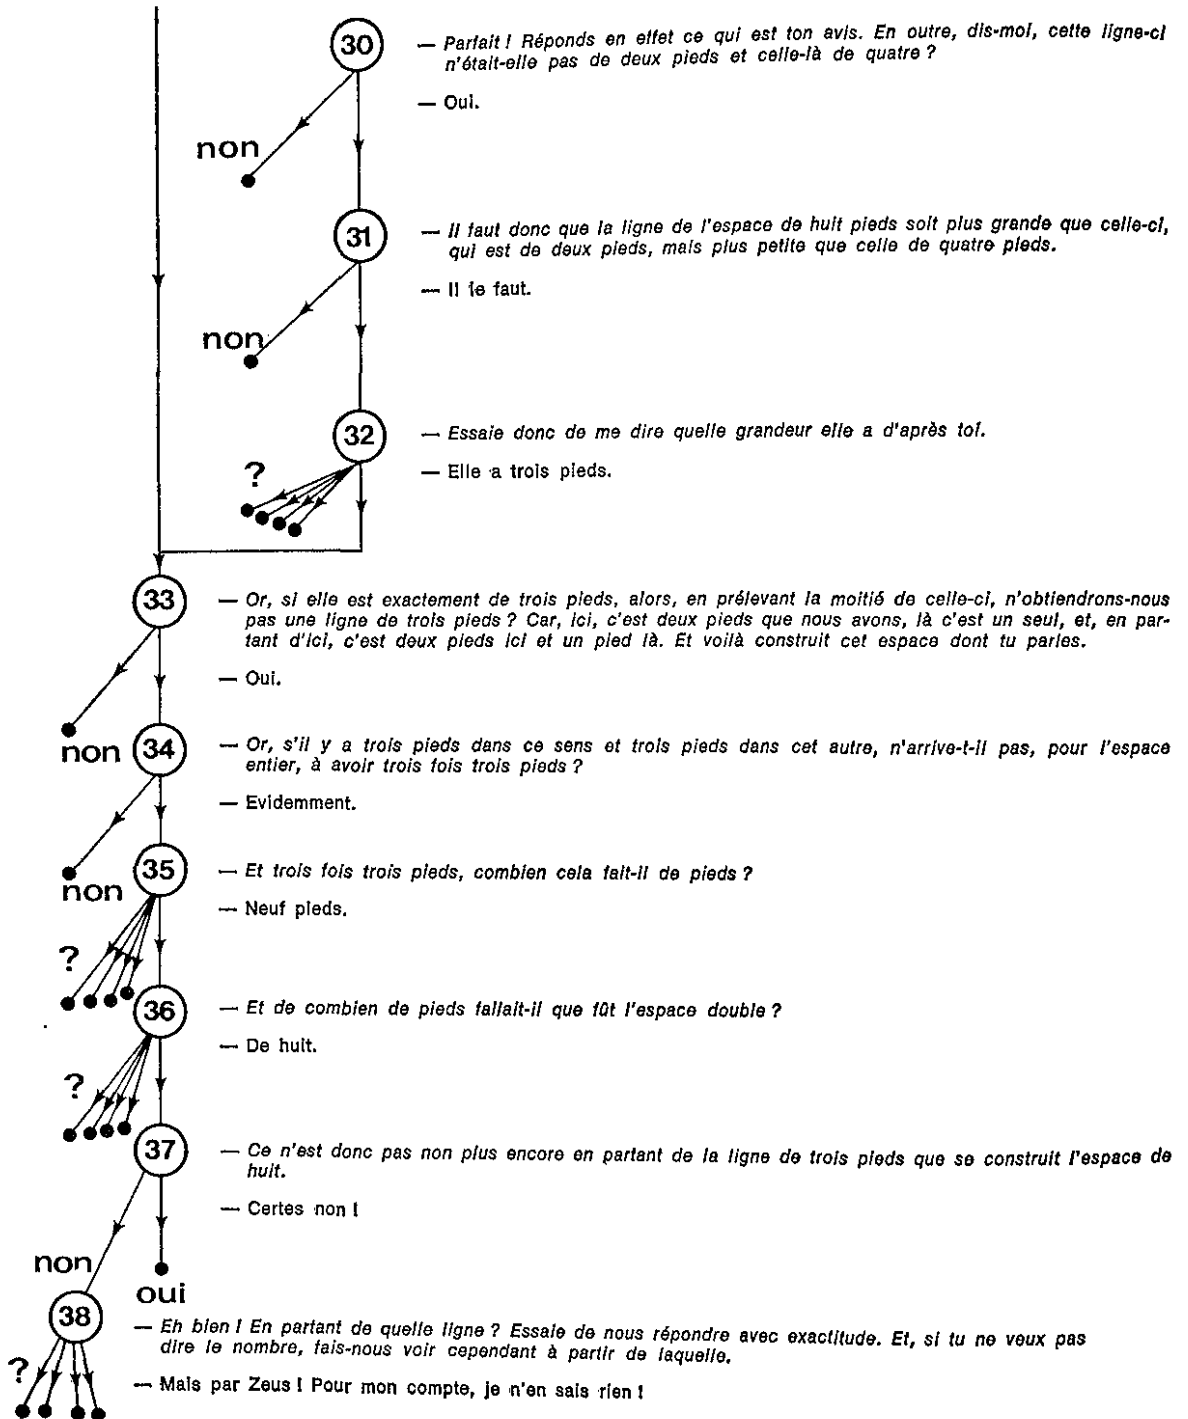 30
— Parfait ! Réponds en effet ce qui est ton avis. En outre, dis-moi, cette ligne-ci
n'était-elle pas de deux pieds et celle-là de quatre ?
— Oui.
non
31
— Il faut donc que la ligne de l'espace de huit pieds soit plus grande que celle-ci,
qui est de deux pieds, mais plus petite que celle de quatre pieds.
— Il le faut.
non
32
— Essaie donc de me dire quelle grandeur elle a d'après toi.
?
— Elle a trois pieds.
33
— Or, si elle est exactement de trois pieds, alors, en prélevant la moitié de celle-ci, n'obtiendrons-nous
pas une ligne de trois pieds ? Car, ici, c'est deux pieds que nous avons, là c'est un seul, et, en par-
tant d'ici, c'est deux pieds ici et un pied là. Et voilà construit cet espace dont tu parles.
— Oui.
non
34
— Or, s'il y a trois pieds dans ce sens et trois pieds dans cet autre, n'arrive-t-il pas, pour l'espace
entier, à avoir trois fois trois pieds ?
— Evidemment.
non
35
— Et trois fois trois pieds, combien cela fait-il de pieds ?
— Neuf pieds.
?
36
— Et de combien de pieds fallait-il que fût l'espace double ?
— De huit.
?
37
— Ce n'est donc pas non plus encore en partant de la ligne de trois pieds que se construit l'espace de
huit.
— Certes non !
non
oui
38
— Eh bien ! En partant de quelle ligne ? Essaie de nous répondre avec exactitude. Et, si tu ne veux pas
dire le nombre, fais-nous voir cependant à partir de laquelle.
?
— Mais par Zeus ! Pour mon compte, je n'en sais rien !